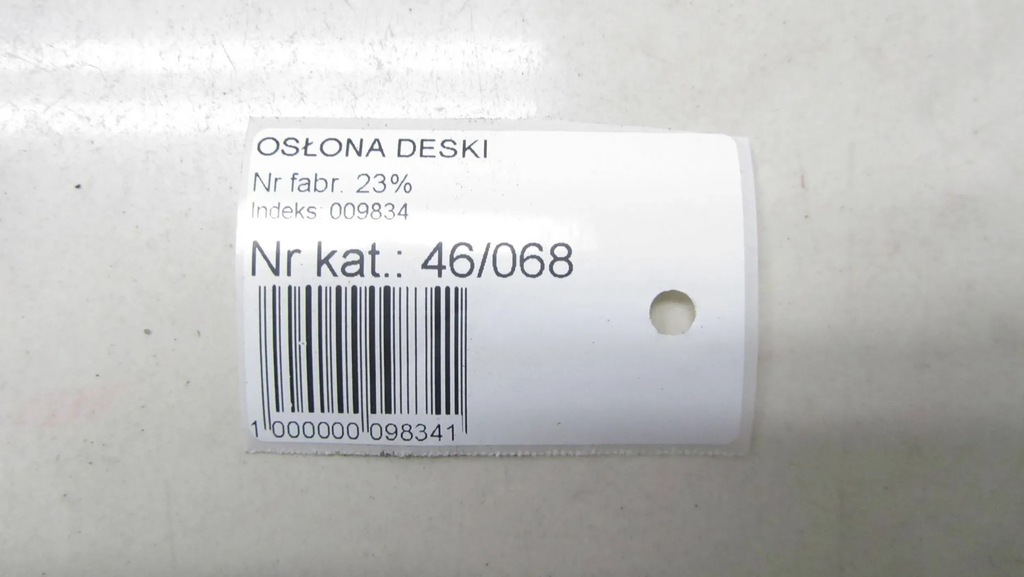 OSŁONA DESKI
Nr fabr. 23%
Indeks: 009834
Nr kat.: 46/068
1 000000 098341